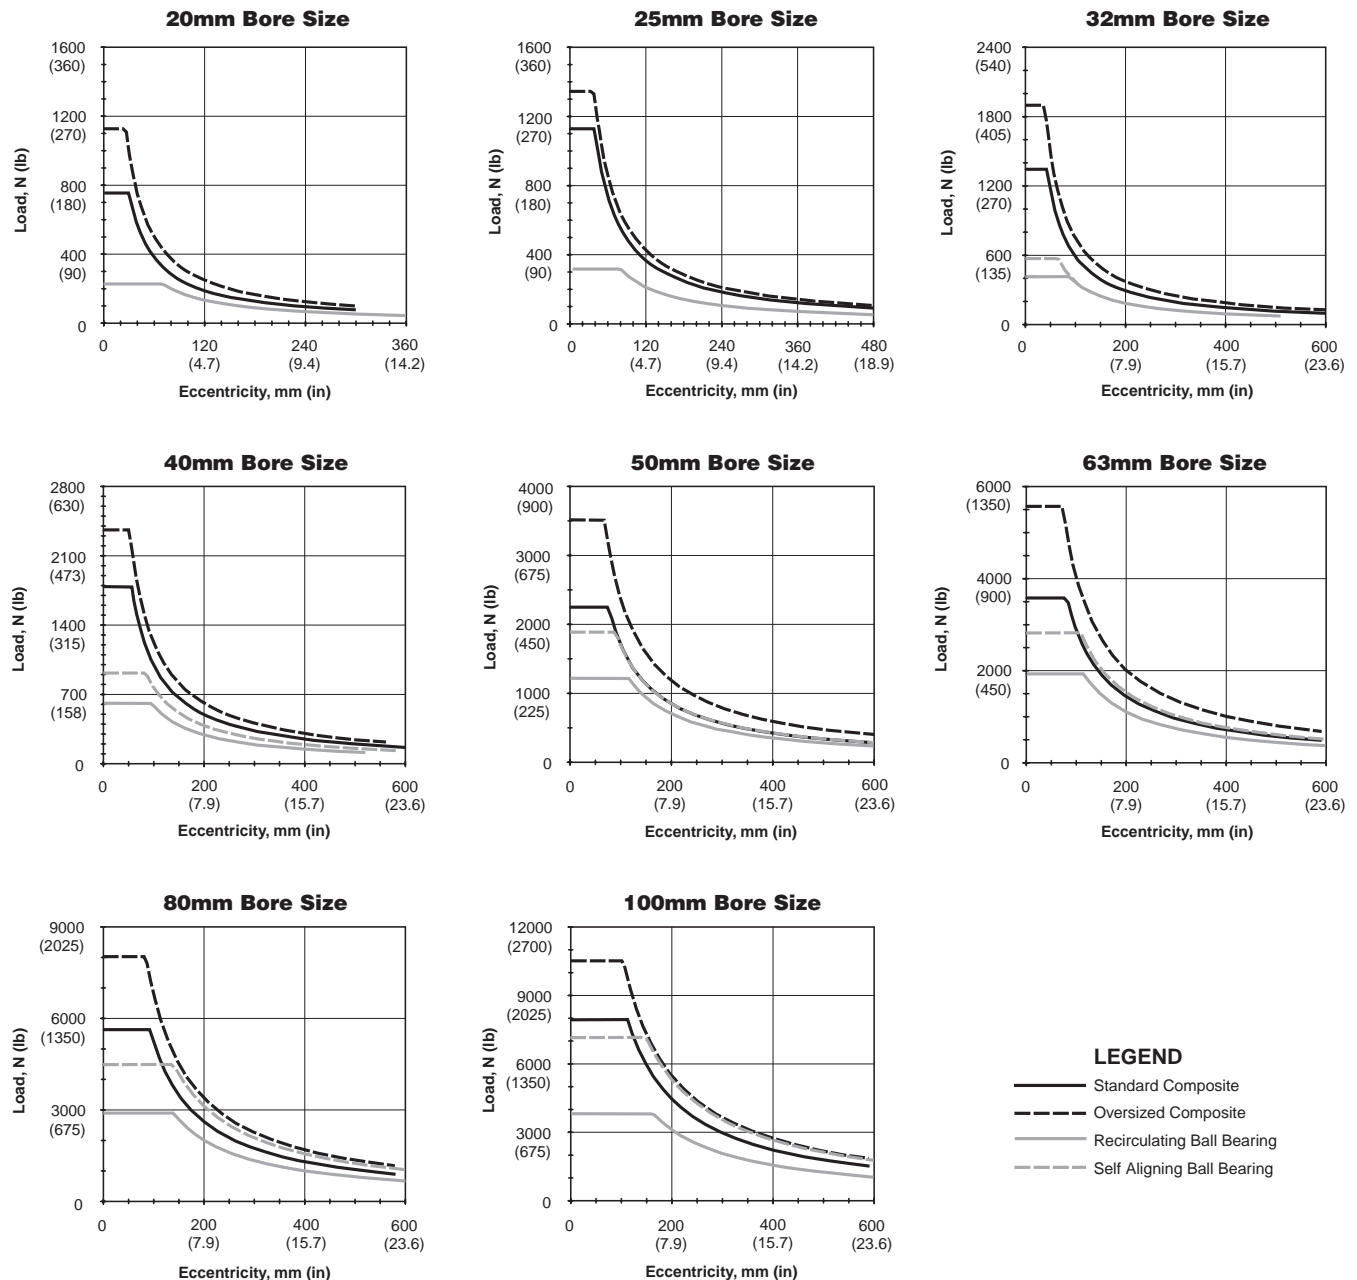 20mm Bore Size
1600
(360)
1200
(270)
800
(180)
400
(90)
0
Load, N (lb)
0 120 240 360
(4.7) (9.4) (14.2)
Eccentricity, mm (in)
25mm Bore Size
1600
(360)
1200
(270)
800
(180)
400
(90)
0
Load, N (lb)
0 120 240 360 480
(4.7) (9.4) (14.2) (18.9)
Eccentricity, mm (in)
32mm Bore Size
2400
(540)
1800
(405)
1200
(270)
600
(135)
0
Load, N (lb)
0 200 400 600
(7.9) (15.7) (23.6)
Eccentricity, mm (in)
40mm Bore Size
2800
(630)
2100
(473)
1400
(315)
700
(158)
0
Load, N (lb)
0 200 400 600
(7.9) (15.7) (23.6)
Eccentricity, mm (in)
50mm Bore Size
4000
(900)
3000
(675)
2000
(450)
1000
(225)
0
Load, N (lb)
0 200 400 600
(7.9) (15.7) (23.6)
Eccentricity, mm (in)
63mm Bore Size
6000
(1350)
4000
(900)
2000
(450)
0
Load, N (lb)
0 200 400 600
(7.9) (15.7) (23.6)
Eccentricity, mm (in)
80mm Bore Size
9000
(2025)
6000
(1350)
3000
(675)
0
Load, N (lb)
0 200 400 600
(7.9) (15.7) (23.6)
Eccentricity, mm (in)
100mm Bore Size
12000
(2700)
9000
(2025)
6000
(1350)
3000
(675)
0
Load, N (lb)
0 200 400 600
(7.9) (15.7) (23.6)
Eccentricity, mm (in)
LEGEND
Standard Composite
Oversized Composite
Recirculating Ball Bearing
Self Aligning Ball Bearing